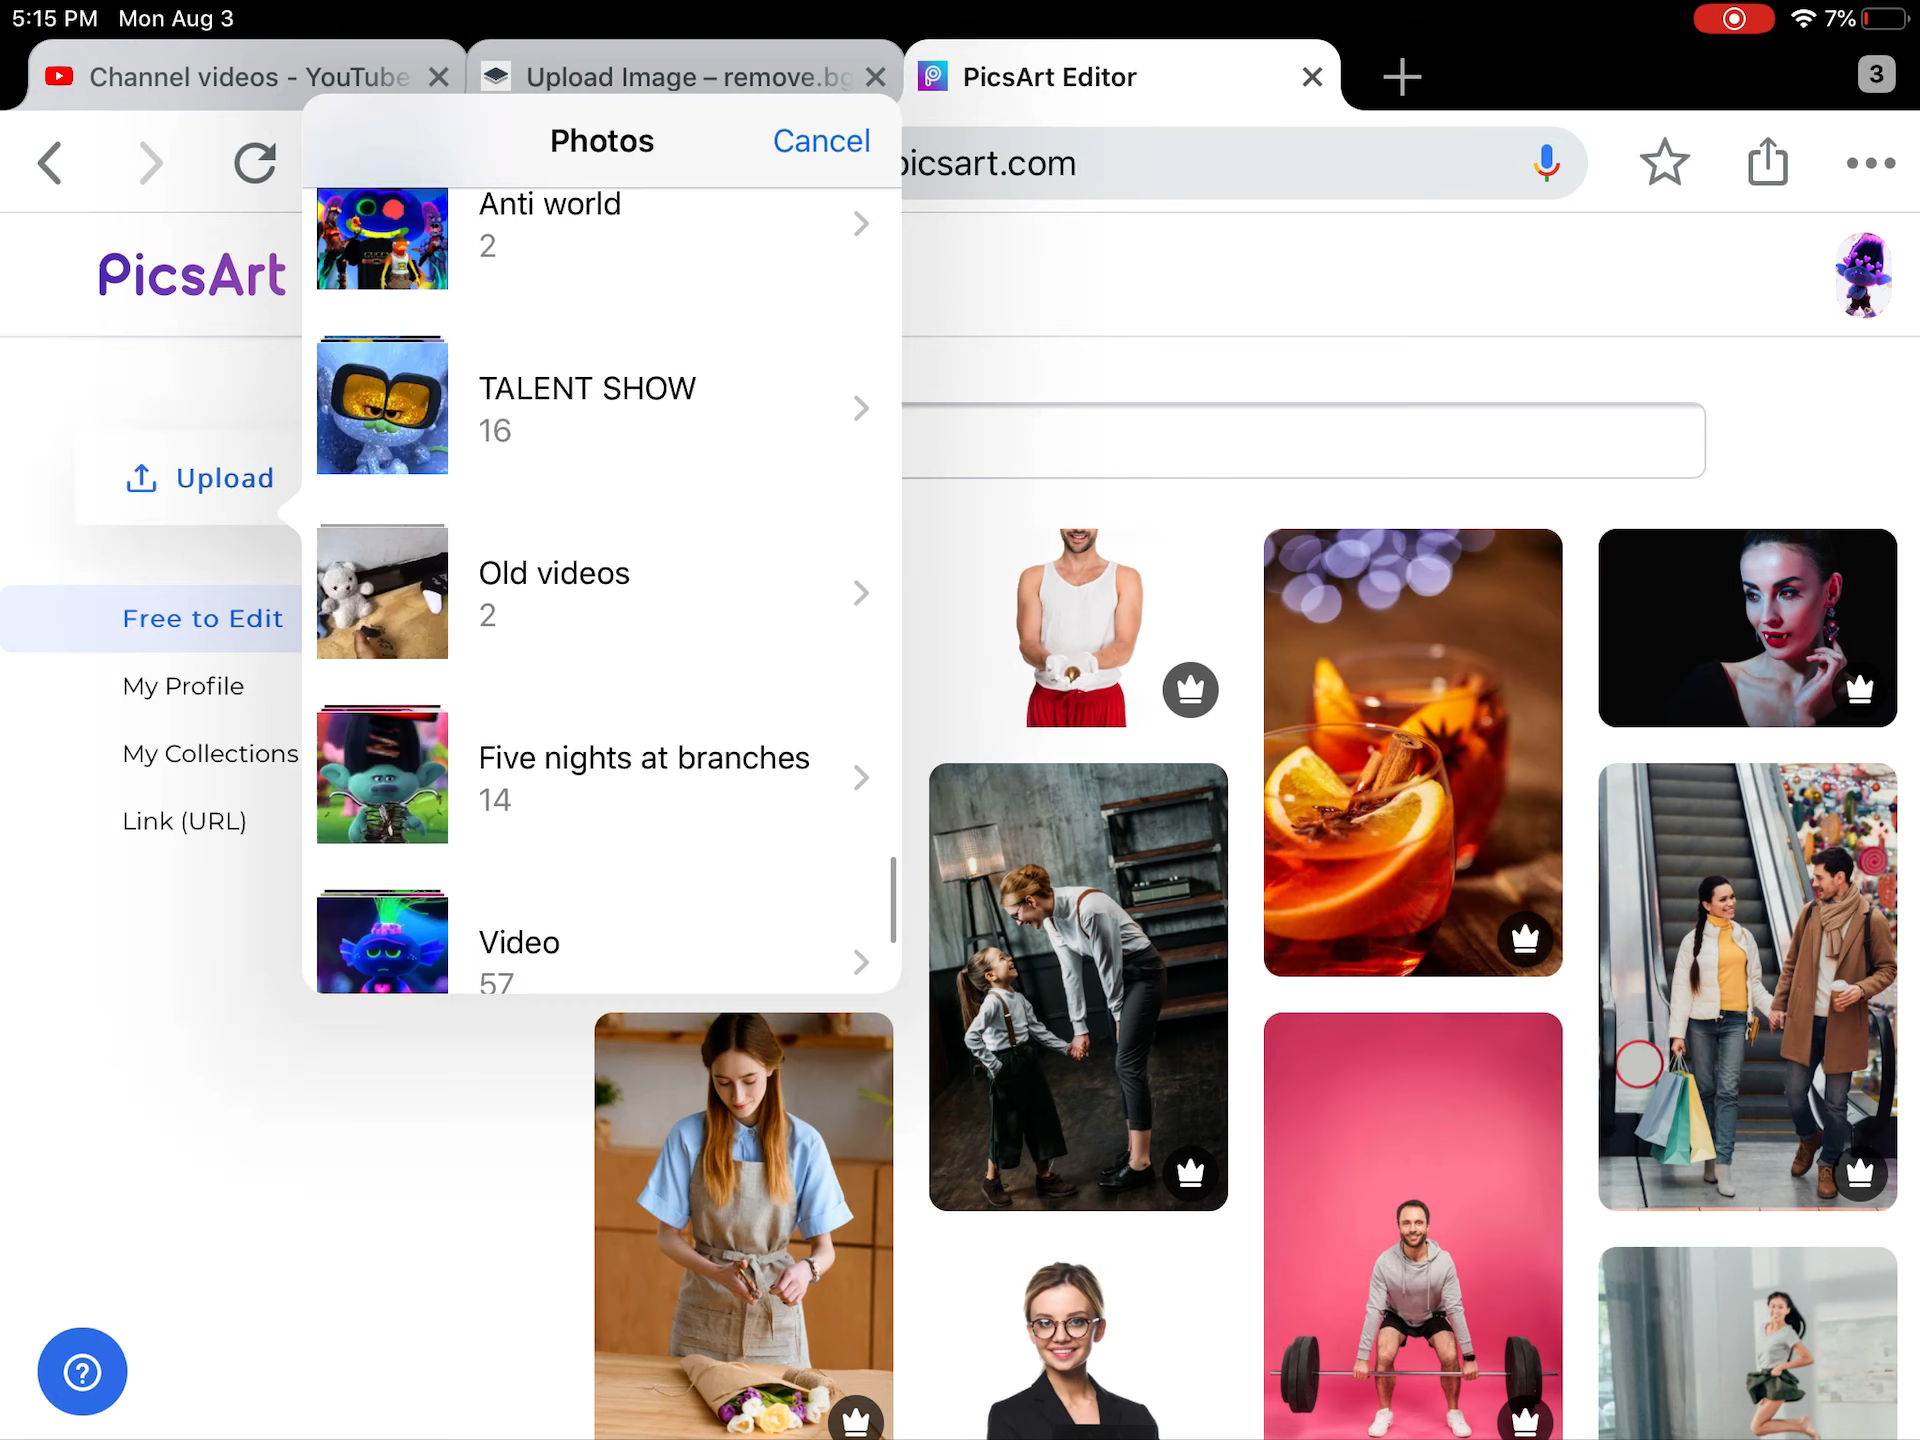 5:15 PM Mon Aug 3
7%
Channel videos - YouTube
Upload Image – remove.bg
PicsArt Editor
3
Photos
Cancel
picsart.com
PicsArt
Anti world
2
TALENT SHOW
16
Upload
Old videos
2
Free to Edit
My Profile
My Collections
Link (URL)
Five nights at branches
14
Video
57